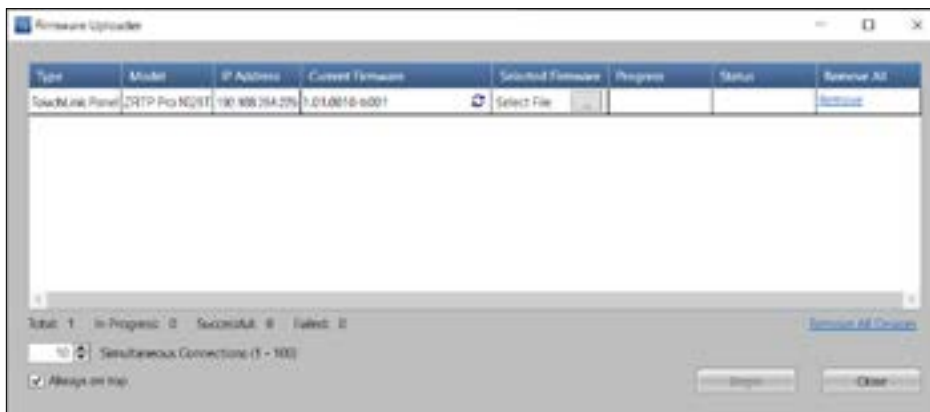 Firmware Uploader
Type Model IP Address Current Firmware Selected Firmware Progress Status Remove All
TouchLink Panel Pro Select File ... Remove
Total: 1 In Progress: 0 Successful: 0 Failed: 0 Remove All Devices
10 Simultaneous Connections (1 - 100)
Always on top Begin Close